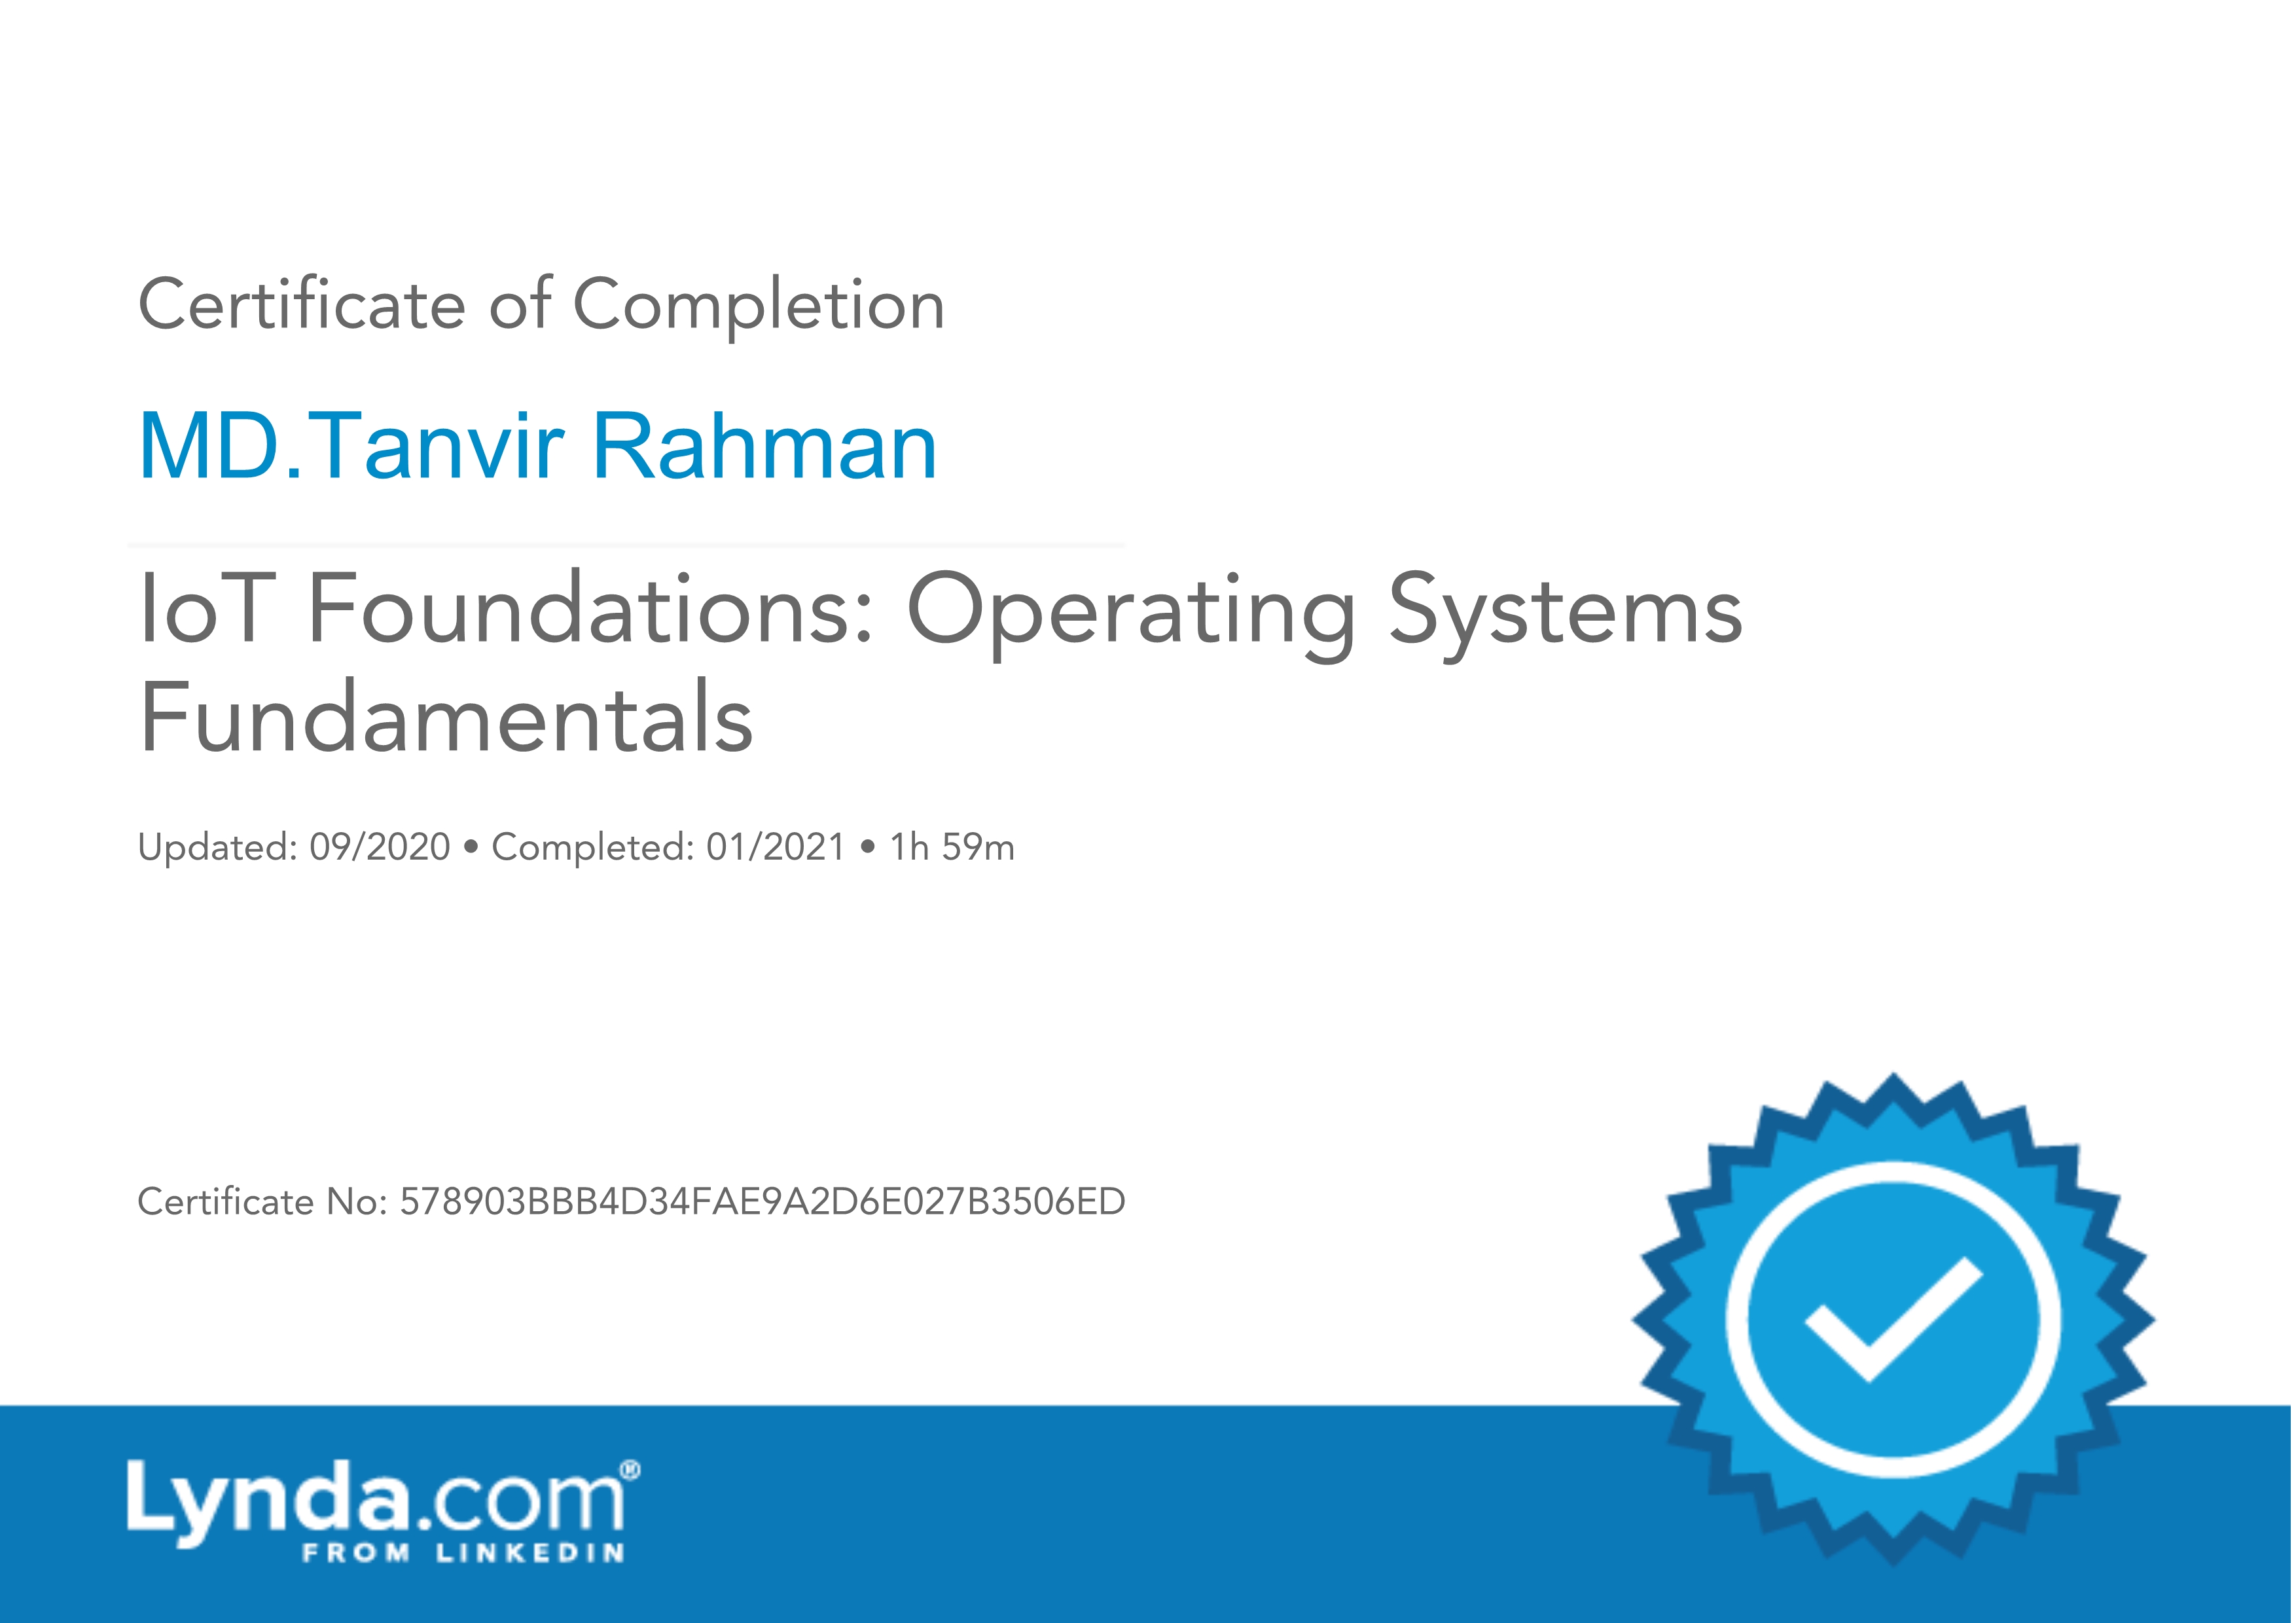 Certificate of Completion
MD.Tanvir Rahman
IoT Foundations: Operating Systems
Fundamentals
Updated: 09/2020 • Completed: 01/2021 • 1h 59m
Certificate No: 578903BBB4D34FAE9A2D6E027B3506ED
Lynda.com®
FROM LINKEDIN